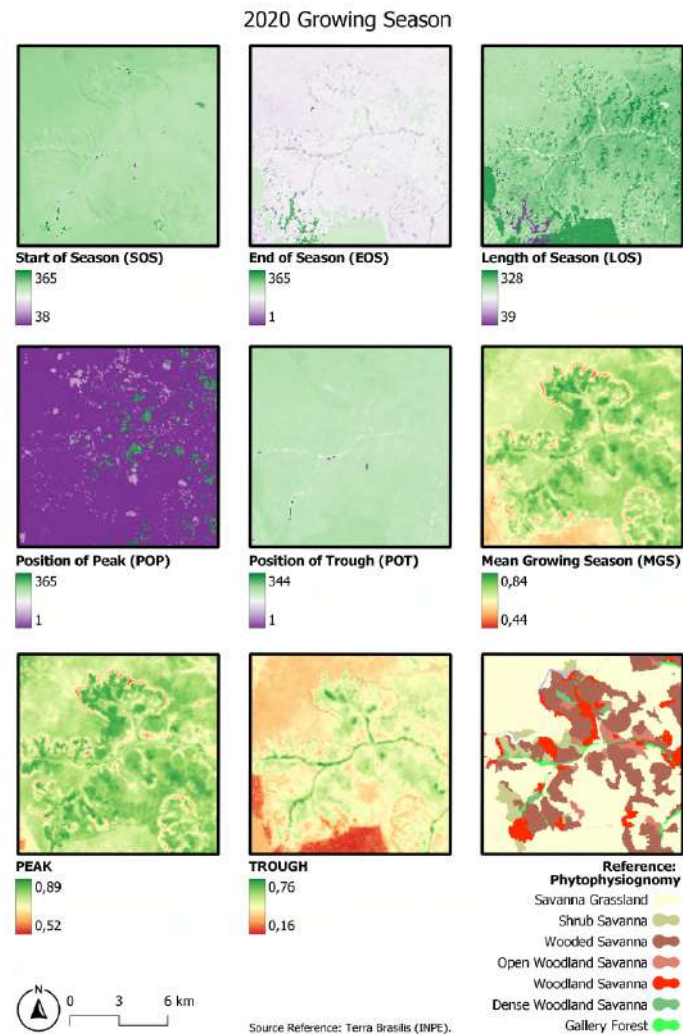 2020 Growing Season
Start of Season (SOS)
365
38
End of Season (EOS)
365
1
Length of Season (LOS)
328
39
Position of Peak (POP)
365
1
Position of Trough (POT)
344
1
Mean Growing Season (MGS)
0,84
0,44
PEAK
0,89
0,52
TROUGH
0,76
0,16
Reference:
Phytophysiognomy
Savanna Grassland
Shrub Savanna
Wooded Savanna
Open Woodland Savanna
Woodland Savanna
Dense Woodland Savanna
Gallery Forest
N
0 3 6 km
Source Reference: Terra Brasilis (INPE).